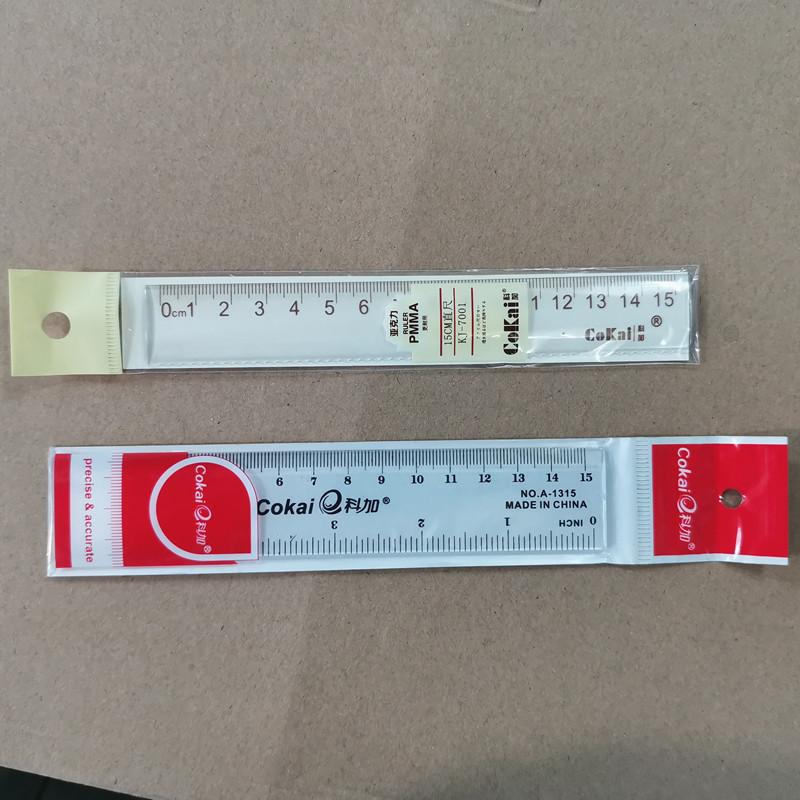 0cm 1 2 3 4 5 6
亚克力
RULER
PMMA
15CM直尺
KJ-7001
CoKai
1 12 13 14 15
CoKai ®
precise & accurate
Cokai 科加®
6 7 8 9 10 11 12 13 14 15
Cokai 科加®
NO.A-1315
MADE IN CHINA
3 2 1 0
INCH
Cokai 科加®